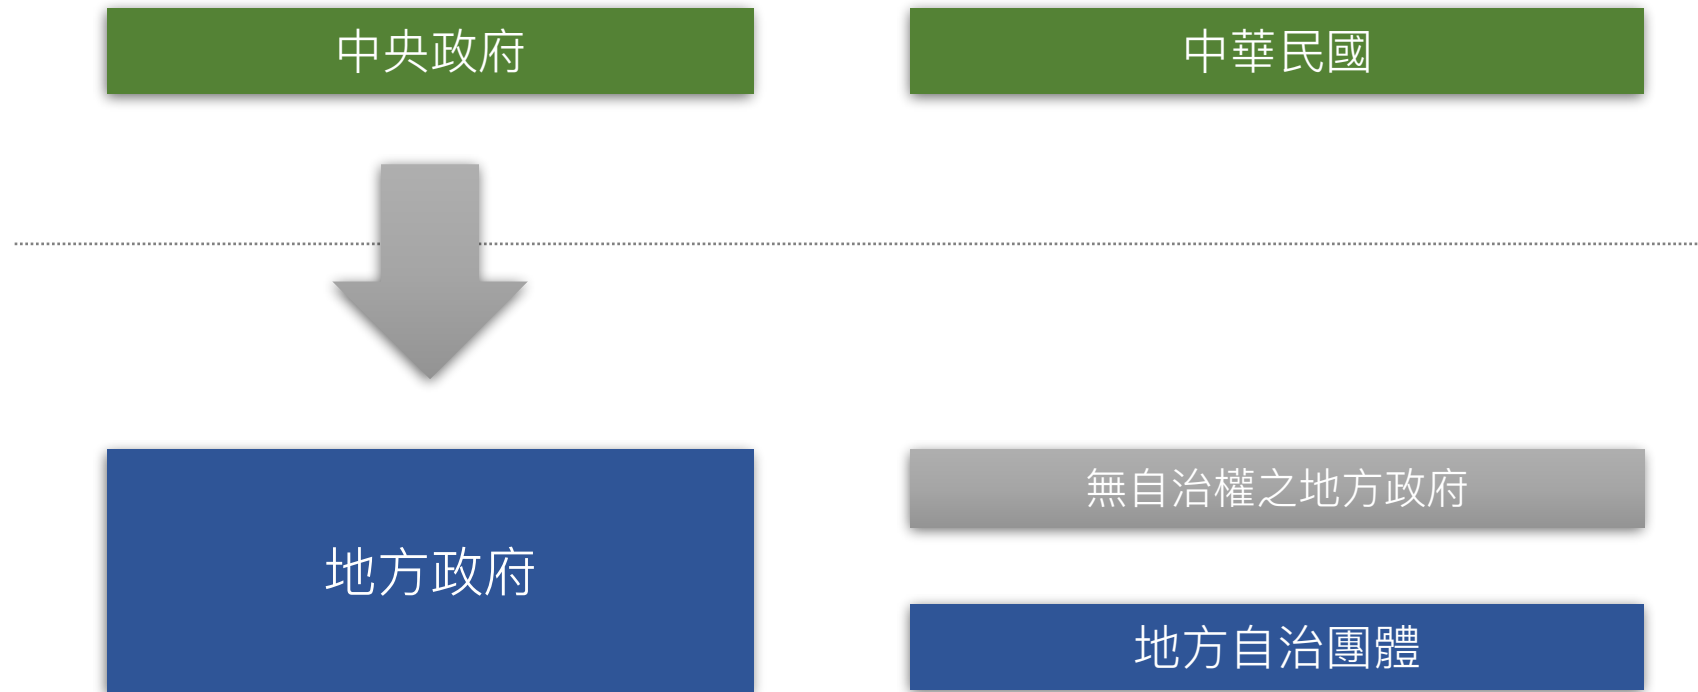 中央政府
中華民國
地方政府
無自治權之地方政府
地方自治團體